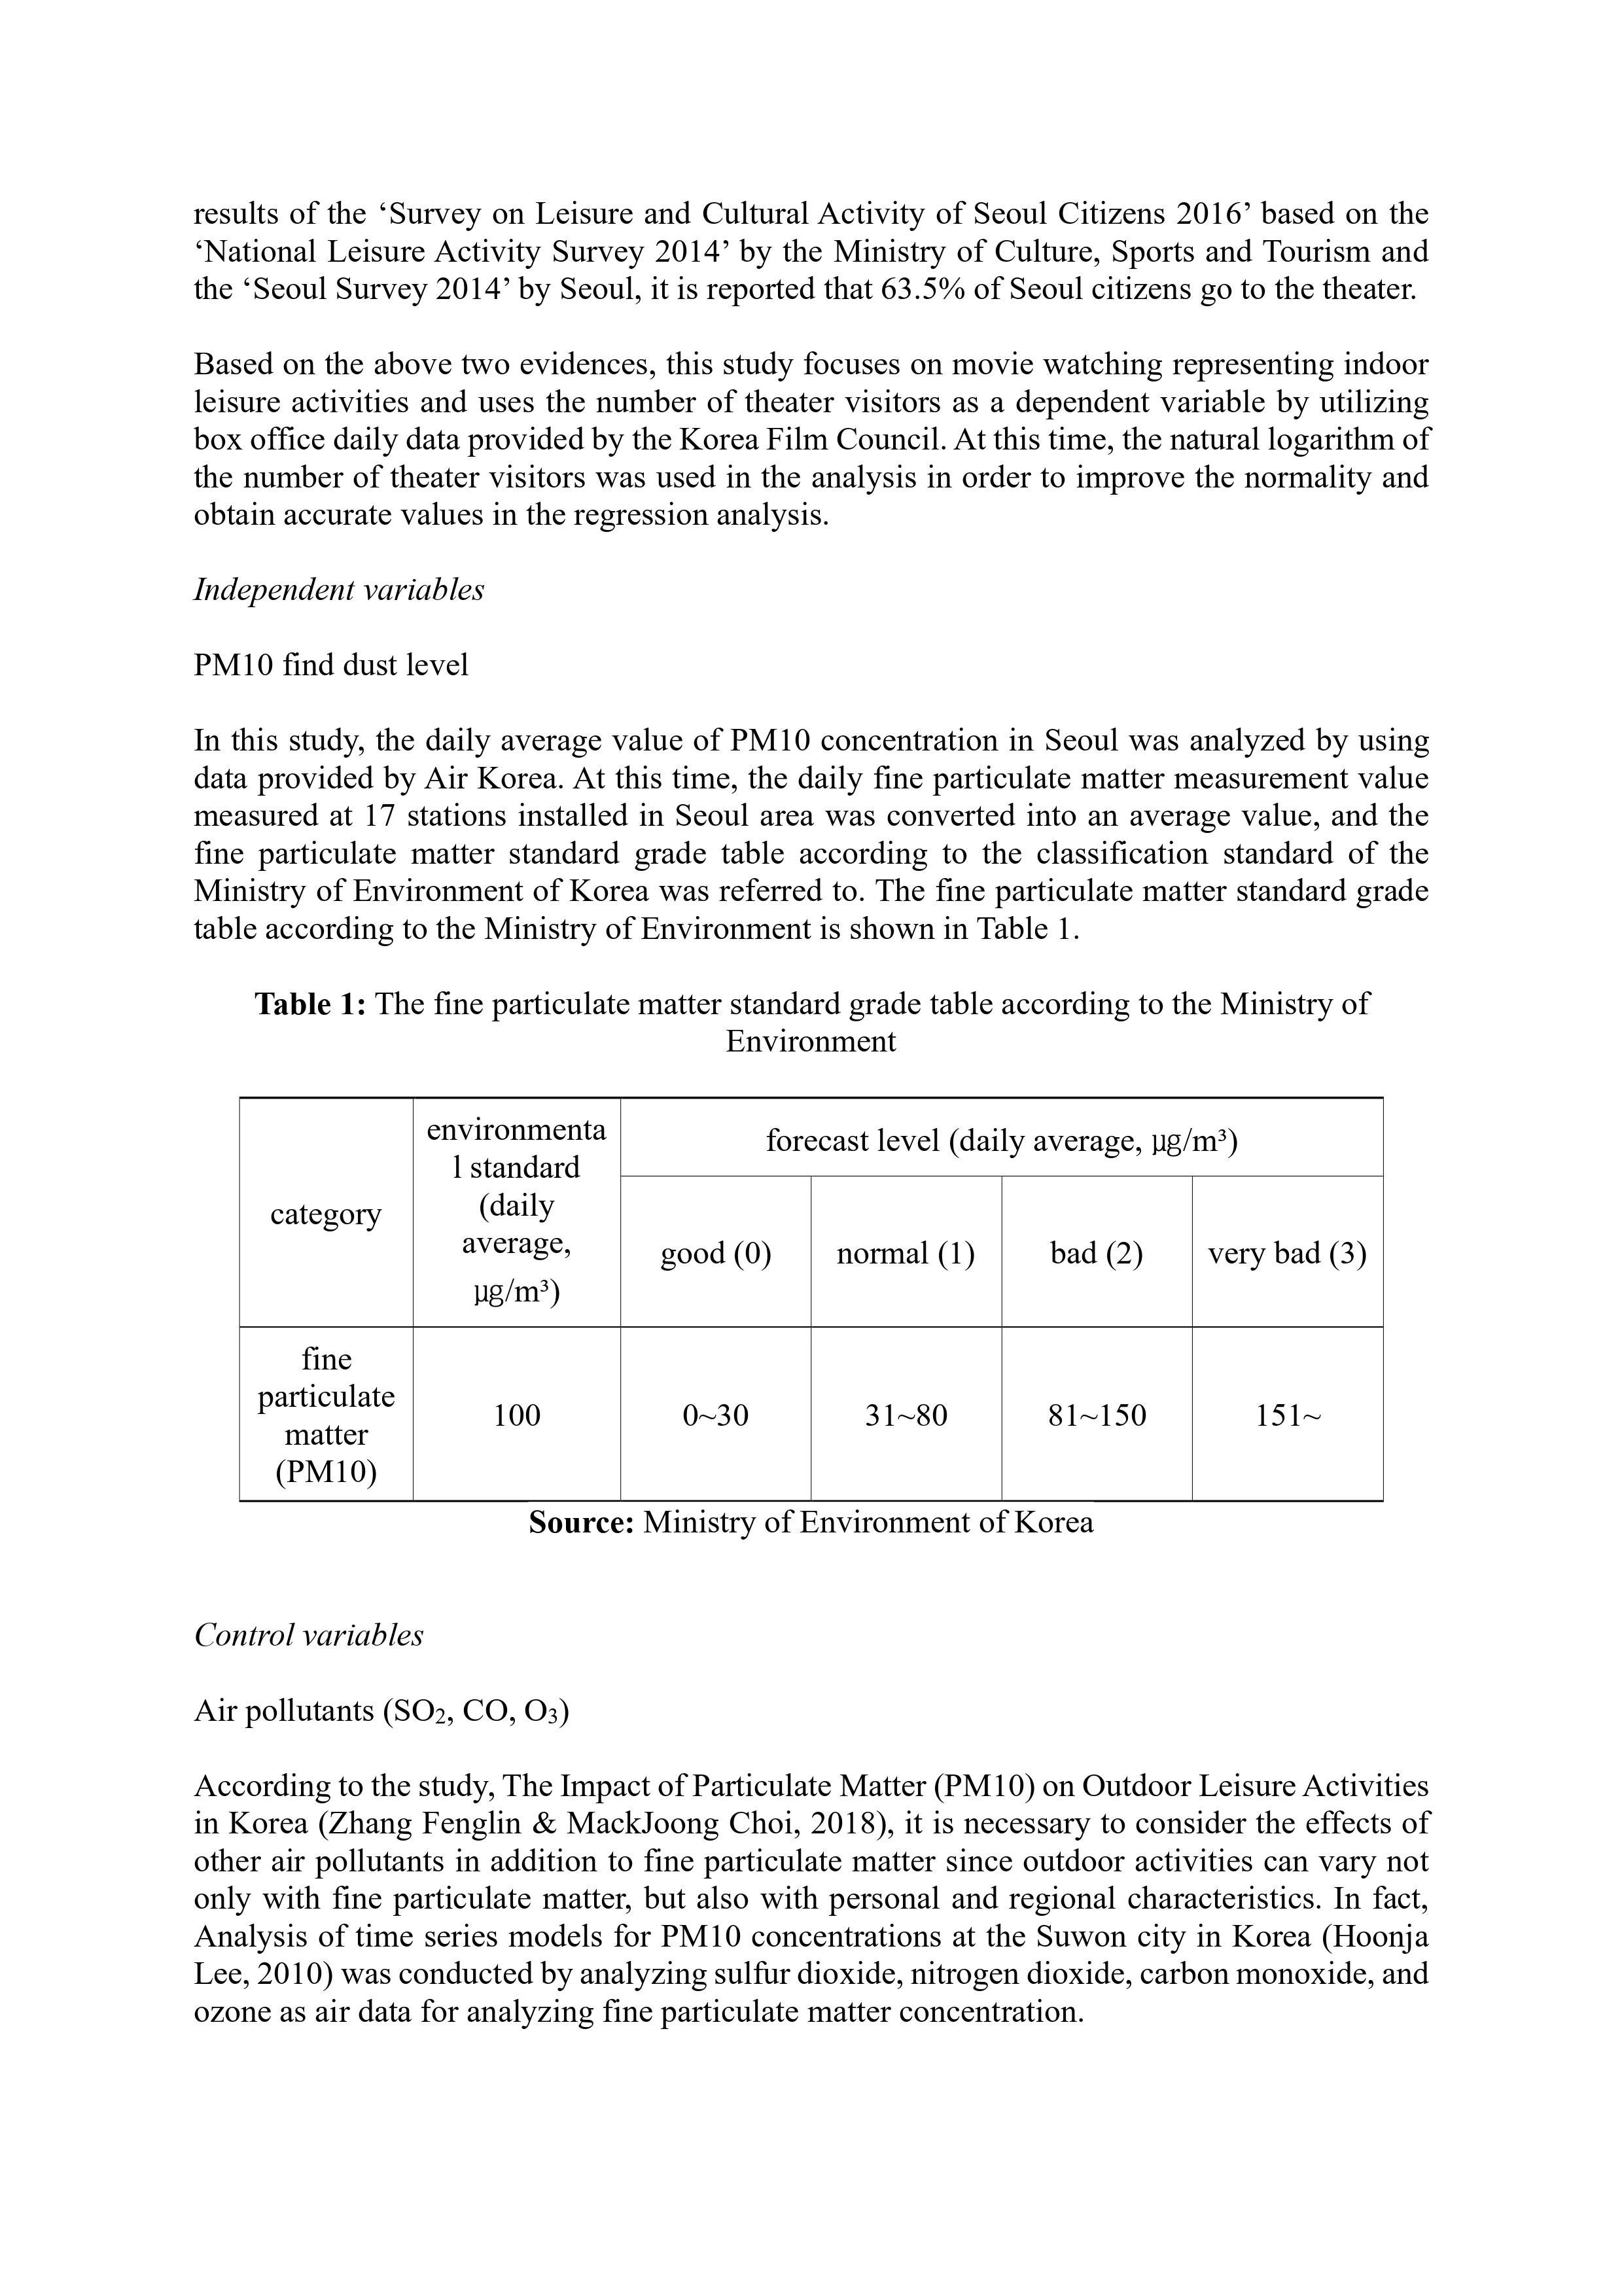 results of the ‘Survey on Leisure and Cultural Activity of Seoul Citizens 2016’ based on the
‘National Leisure Activity Survey 2014’ by the Ministry of Culture, Sports and Tourism and
the ‘Seoul Survey 2014’ by Seoul, it is reported that 63.5% of Seoul citizens go to the theater.
Based on the above two evidences, this study focuses on movie watching representing indoor
leisure activities and uses the number of theater visitors as a dependent variable by utilizing
box office daily data provided by the Korea Film Council. At this time, the natural logarithm of
the number of theater visitors was used in the analysis in order to improve the normality and
obtain accurate values in the regression analysis.
Independent variables
PM10 find dust level
In this study, the daily average value of PM10 concentration in Seoul was analyzed by using
data provided by Air Korea. At this time, the daily fine particulate matter measurement value
measured at 17 stations installed in Seoul area was converted into an average value, and the
fine particulate matter standard grade table according to the classification standard of the
Ministry of Environment of Korea was referred to. The fine particulate matter standard grade
table according to the Ministry of Environment is shown in Table 1.
Table 1: The fine particulate matter standard grade table according to the Ministry of
Environment
category
environmenta
l standard
(daily
average,
㎍/m³)
forecast level (daily average, ㎍/m³)
good (0)
normal (1)
bad (2)
very bad (3)
fine
particulate
matter
(PM10)
100
0~30
31~80
81~150
151~
Source: Ministry of Environment of Korea
Control variables
Air pollutants (SO₂, CO, O₃)
According to the study, The Impact of Particulate Matter (PM10) on Outdoor Leisure Activities
in Korea (Zhang Fenglin & MackJoong Choi, 2018), it is necessary to consider the effects of
other air pollutants in addition to fine particulate matter since outdoor activities can vary not
only with fine particulate matter, but also with personal and regional characteristics. In fact,
Analysis of time series models for PM10 concentrations at the Suwon city in Korea (Hoonja
Lee, 2010) was conducted by analyzing sulfur dioxide, nitrogen dioxide, carbon monoxide, and
ozone as air data for analyzing fine particulate matter concentration.